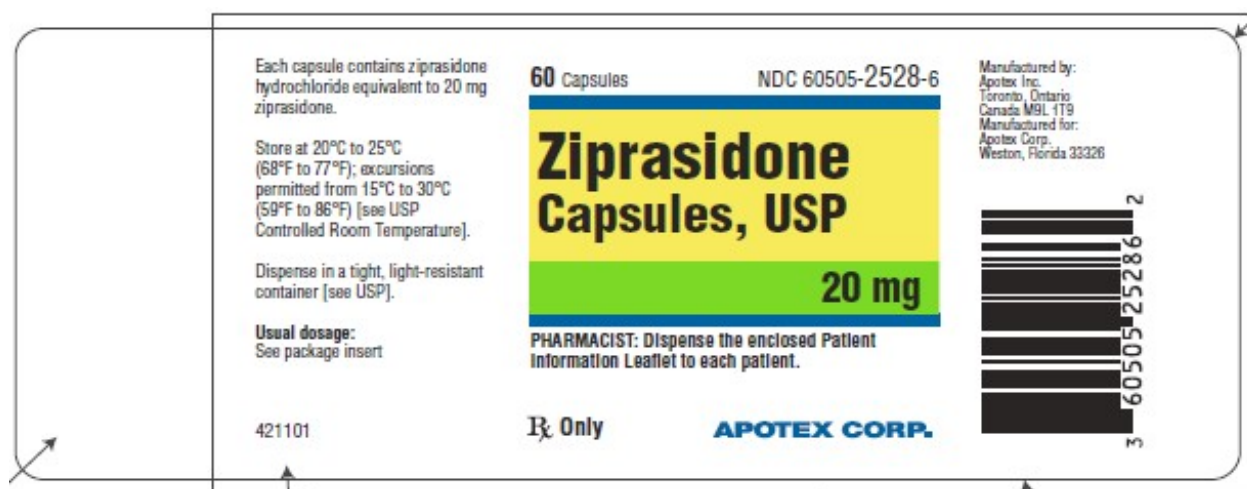 Each capsule contains ziprasidone
hydrochloride equivalent to 20 mg
ziprasidone.
Store at 20°C to 25°C
(68°F to 77°F); excursions
permitted from 15°C to 30°C
(59°F to 86°F) [see USP
Controlled Room Temperature].
Dispense in a tight, light-resistant
container [see USP].
Usual dosage:
See package insert
421101
60 Capsules NDC 60505-2528-6
Ziprasidone
Capsules, USP
20 mg
PHARMACIST: Dispense the enclosed Patient
Information Leaflet to each patient.
Rx Only
APOTEX CORP.
Manufactured by:
Apotex Inc.
Toronto, Ontario
Canada M9L 1T9
Manufactured for:
Apotex Corp.
Weston, Florida 33326
3 60505 25286 2